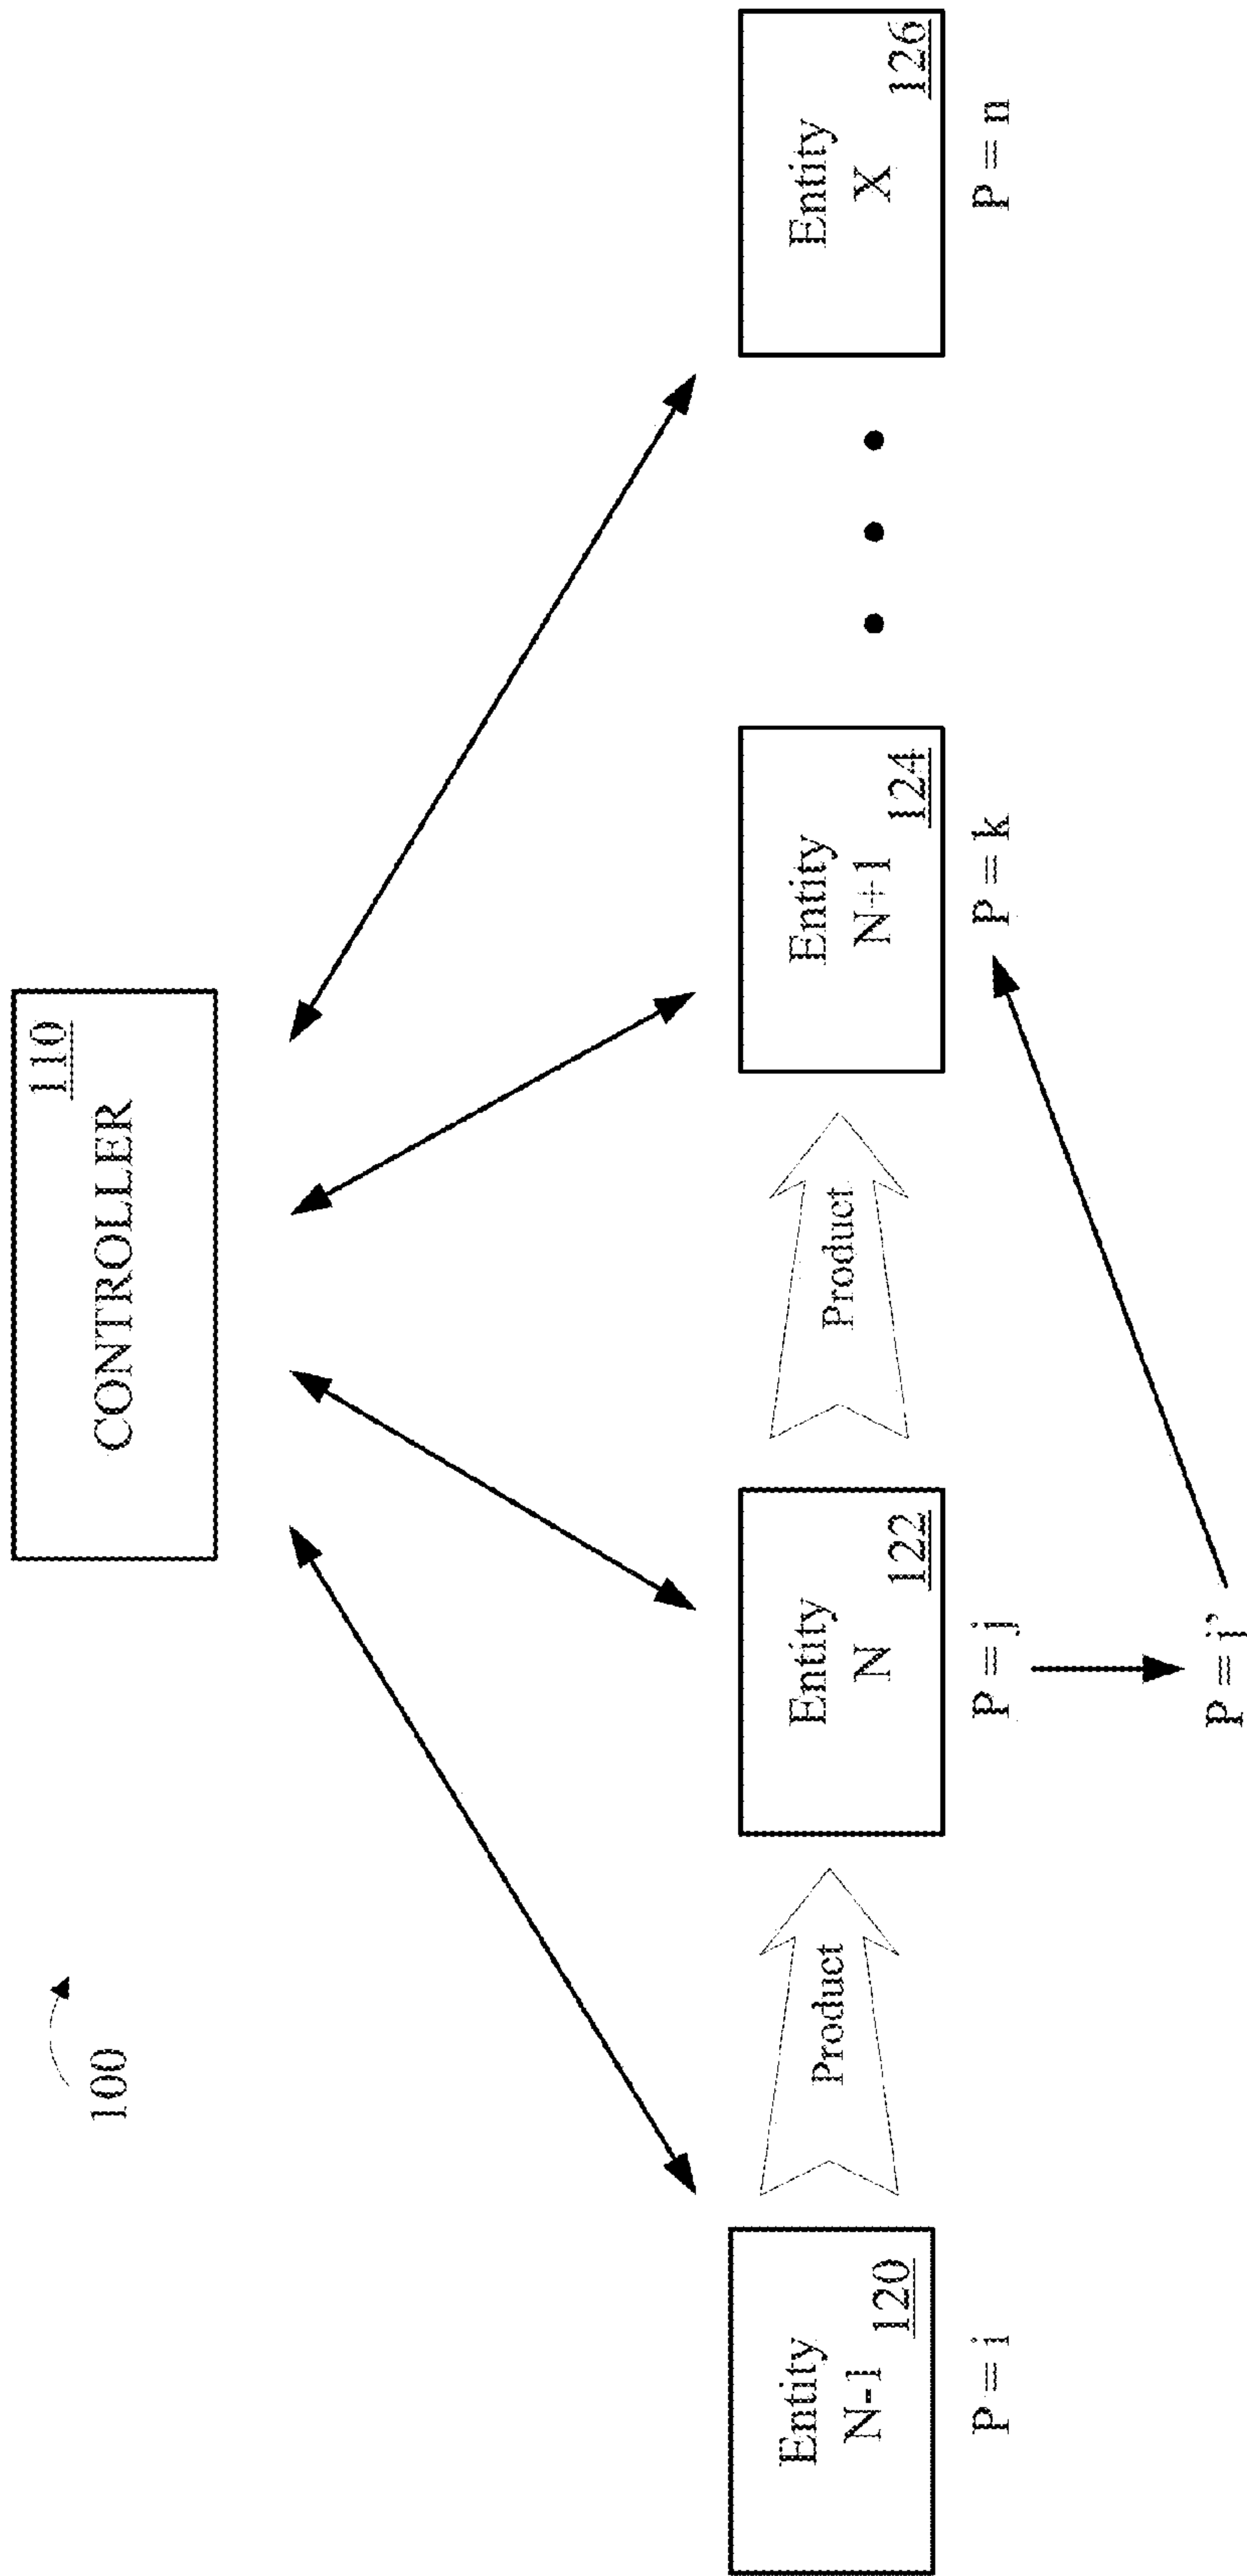 100
CONTROLLER
110
Entity
N-1
120
P = i
Product
Entity
N
122
P = j
P = j’
Product
Entity
N+1
124
P = k
Entity
X
126
P = n